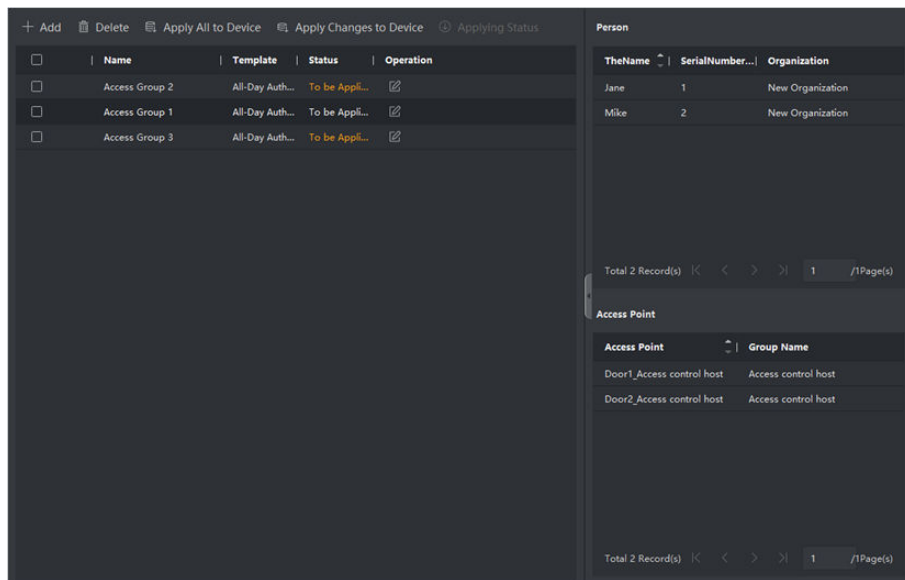 Add Delete Apply All to Device Apply Changes to Device Applying Status
Name Template Status Operation
Access Group 2 All-Day Auth... To be Appli...
Access Group 1 All-Day Auth... To be Appli...
Access Group 3 All-Day Auth... To be Appli...
Person
TheName SerialNumber... Organization
Jane 1 New Organization
Mike 2 New Organization
Total 2 Record(s) 1 /1Page(s)
Access Point
Access Point Group Name
Door1_Access control host Access control host
Door2_Access control host Access control host
Total 2 Record(s) 1 /1Page(s)